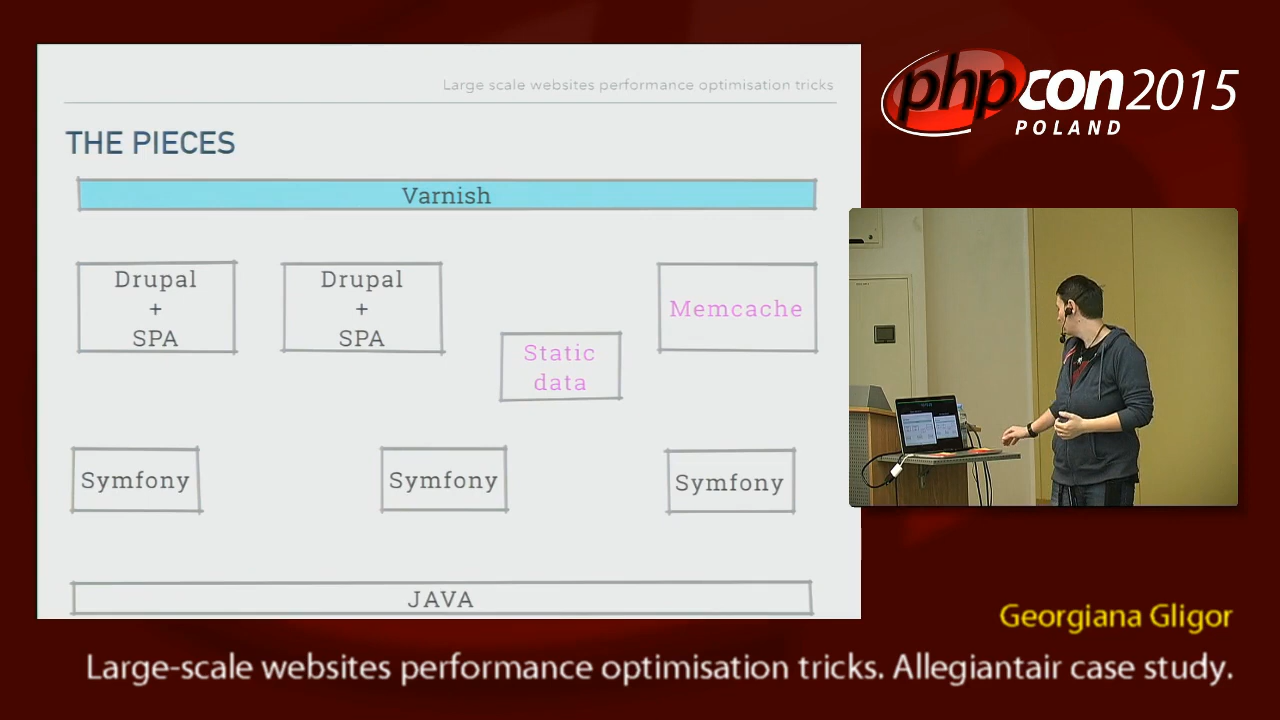 Large scale websites performance optimisation tricks
THE PIECES
Varnish
Drupal
+
SPA
Drupal
+
SPA
Memcache
Static
data
Symfony
Symfony
Symfony
JAVA
phpcon2015
POLAND
Georgiana Gligor
Large-scale websites performance optimisation tricks. Allegiantair case study.